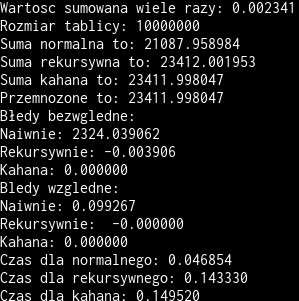 Wartosc sumowana wiele razy: 0.002341
Rozmiar tablicy: 10000000
Suma normalna to: 21087.958984
Suma rekursywna to: 23412.001953
Suma kahana to: 23411.998047
Przemnozone to: 23411.998047
Błedy bezwgledne:
Naiwnie: 2324.039062
Rekursywnie: -0.003906
Kahana: 0.000000
Bledy wzgledne:
Naiwnie: 0.099267
Rekursywnie:  -0.000000
Kahana: 0.000000
Czas dla normalnego: 0.046854
Czas dla rekursywnego: 0.143330
Czas dla kahana: 0.149520